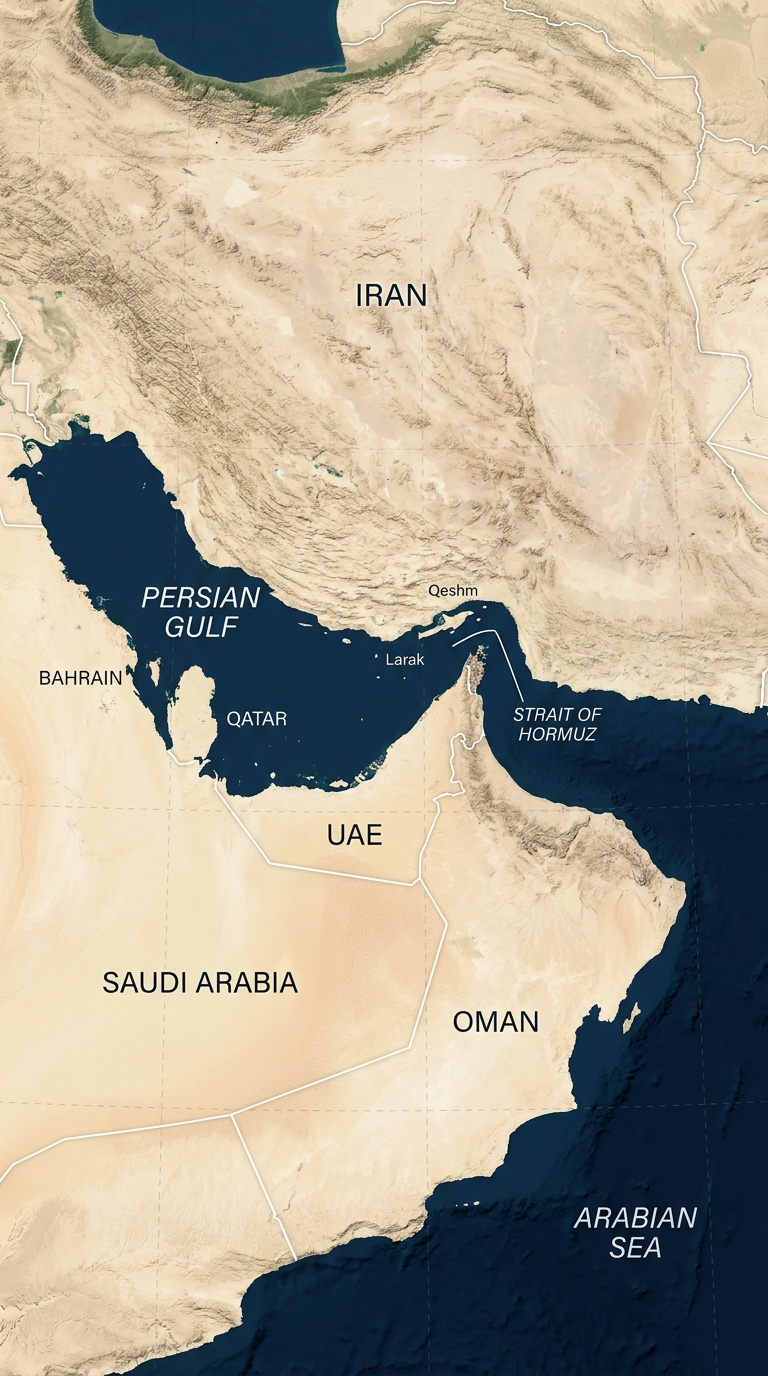 IRAN
Qeshm
PERSIAN
GULF
Larak
BAHRAIN
QATAR
STRAIT OF
HORMUZ
UAE
SAUDI ARABIA
OMAN
ARABIAN
SEA